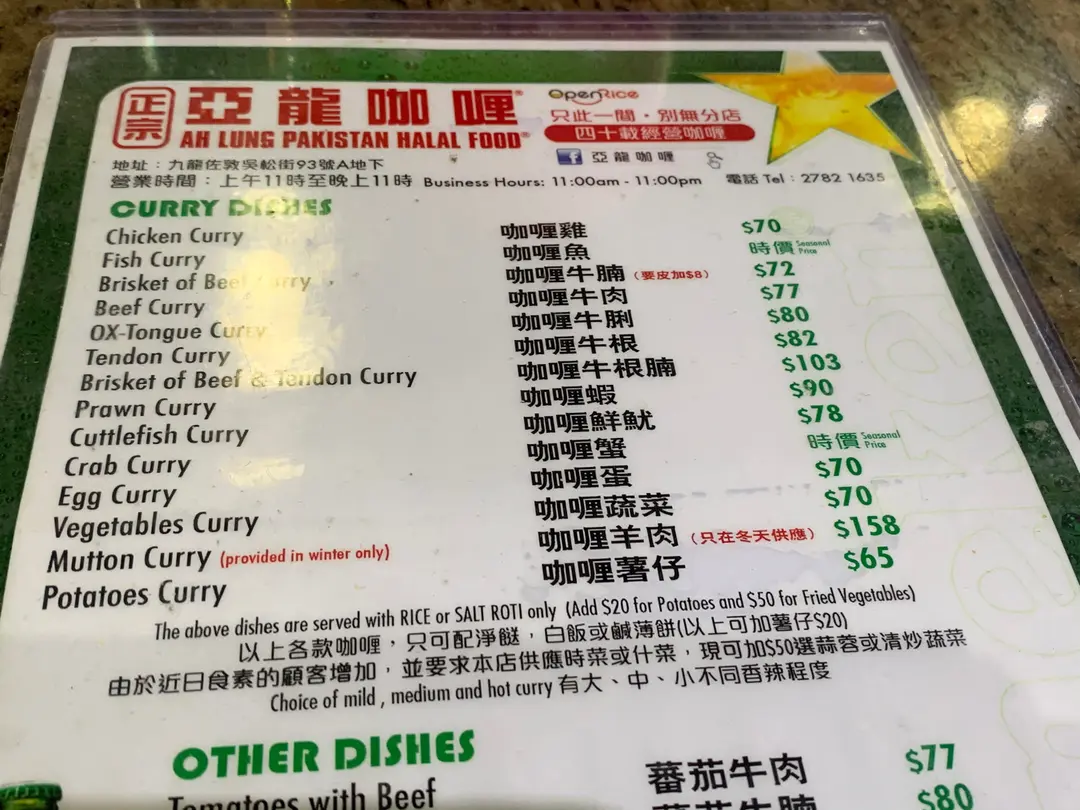 正宗 亞龍咖喱®
AH LUNG PAKISTAN HALAL FOOD®
OpenRice
只此一間·別無分店
四十載經營咖喱
f 亞龍咖喱
地址：九龍佐敦吳松街93號A地下
營業時間：上午11時至晚上11時 Business Hours: 11:00am - 11:00pm 電話 Tel : 2782 1635
CURRY DISHES
Chicken Curry 咖喱雞 $70
Fish Curry 咖喱魚 時價 Seasonal Price
Brisket of Beef Curry 咖喱牛腩 (要皮加$8) $72
Beef Curry 咖喱牛肉 $77
OX-Tongue Curry 咖喱牛脷 $80
Tendon Curry 咖喱牛根 $82
Brisket of Beef & Tendon Curry 咖喱牛根腩 $103
Prawn Curry 咖喱蝦 $90
Cuttlefish Curry 咖喱鮮魷 $78
Crab Curry 咖喱蟹 時價 Seasonal Price
Egg Curry 咖喱蛋 $70
Vegetables Curry 咖喱蔬菜 $70
Mutton Curry (provided in winter only) 咖喱羊肉 (只在冬天供應) $158
Potatoes Curry 咖喱薯仔 $65
The above dishes are served with RICE or SALT ROTI only (Add $20 for Potatoes and $50 for Fried Vegetables)
以上各款咖喱，只可配淨餸，白飯或鹹薄餅(以上可加薯仔$20)
由於近日食素的顧客增加，並要求本店供應時菜或什菜，現可加$50選蒜蓉或清炒蔬菜
Choice of mild , medium and hot curry 有大、中、小不同香辣程度
OTHER DISHES
Tomatoes with Beef 蕃茄牛肉 $77
蕃茄牛腩 $80